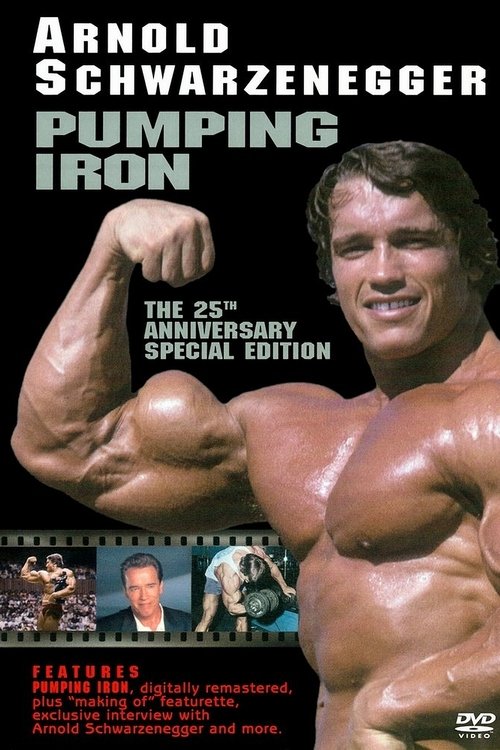 ARNOLD
SCHWARZENEGGER
PUMPING
IRON
THE 25TH
ANNIVERSARY
SPECIAL EDITION
FEATURES
PUMPING IRON, digitally remastered,
plus "making of" featurette,
exclusive interview with
Arnold Schwarzenegger and more.
DVD
VIDEO